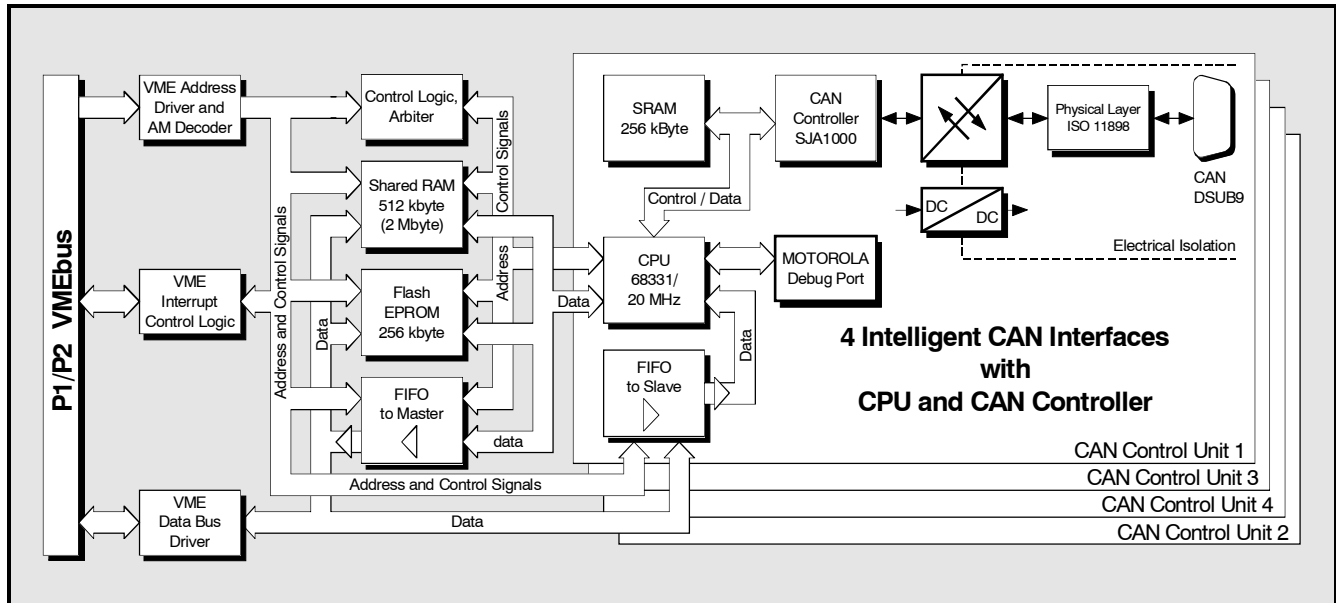 P1/P2 VMEbus
VME Address
Driver and
AM Decoder
Control Logic,
Arbiter
Control Signals
Shared RAM
512 kbyte
(2 Mbyte)
VME
Interrupt
Control Logic
Address and Control Signals
Data
Flash
EPROM
256 kbyte
Address
Data
FIFO
to Master
data
Address and Control Signals
VME
Data Bus
Driver
Data
SRAM
256 kByte
CAN
Controller
SJA1000
Physical Layer
ISO 11898
CAN
DSUB9
Control / Data
DC
DC
Electrical Isolation
CPU
68331/
20 MHz
MOTOROLA
Debug Port
FIFO
to Slave
Data
4 Intelligent CAN Interfaces
with
CPU and CAN Controller
CAN Control Unit 1
CAN Control Unit 3
CAN Control Unit 4
CAN Control Unit 2